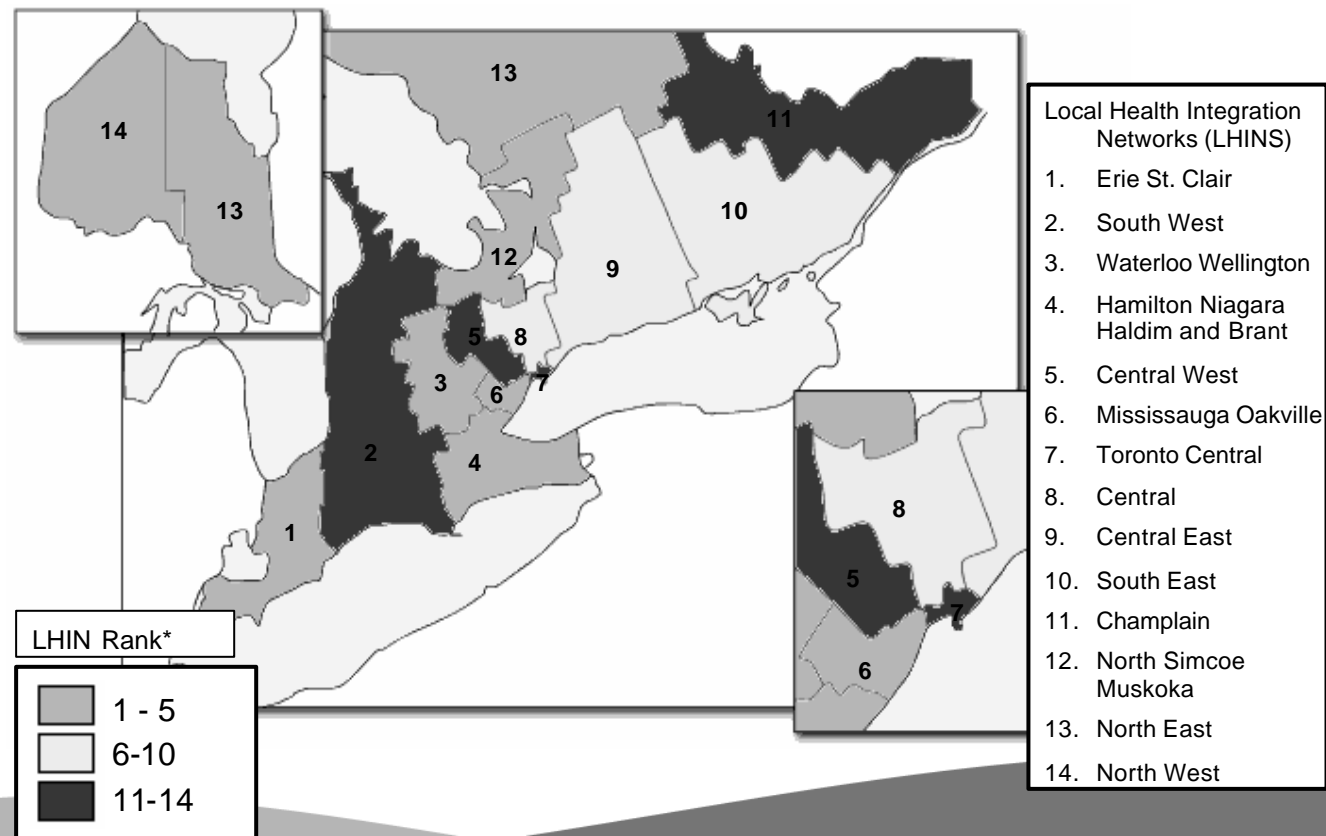 14
13
13
11
12
10
9
8
5
3
6
7
2
4
1
8
5
7
6
LHIN Rank*
1 - 5
6-10
11-14
Local Health Integration
Networks (LHINS)
1. Erie St. Clair
2. South West
3. Waterloo Wellington
4. Hamilton Niagara
Haldim and Brant
5. Central West
6. Mississauga Oakville
7. Toronto Central
8. Central
9. Central East
10. South East
11. Champlain
12. North Simcoe
Muskoka
13. North East
14. North West